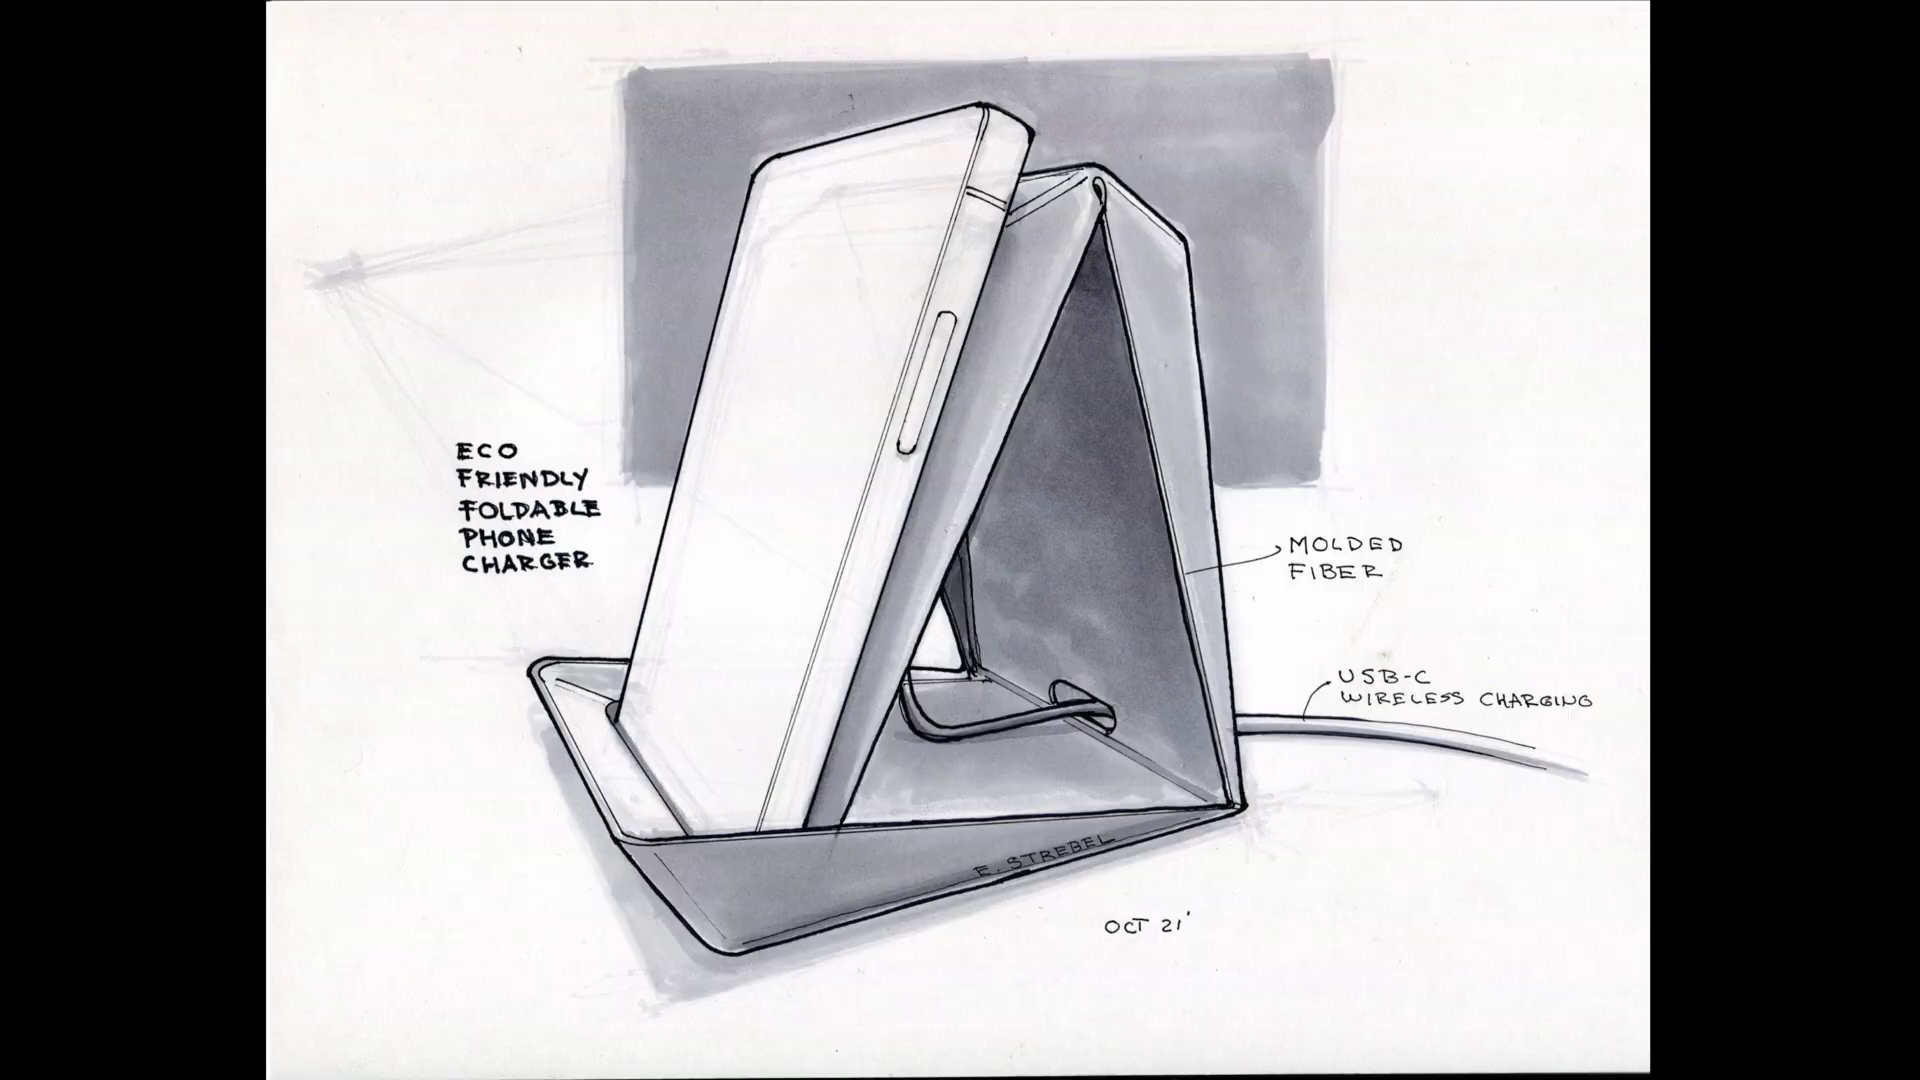 ECO
FRIENDLY
FOLDABLE
PHONE
CHARGER
MOLDED
FIBER
USB-C
WIRELESS CHARGING
E. STREBEL
OCT 21'